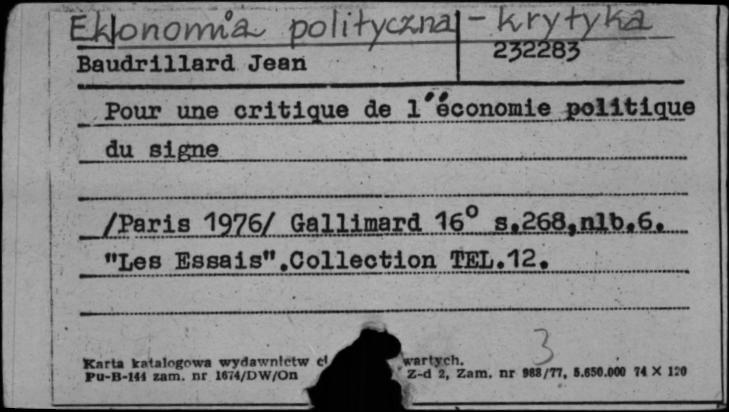 Ekonomia polityczna - krytyka
Baudrillard Jean 232283
Pour une critique de l'économie politique
du signe
/Paris 1976/ Gallimard 16° s.268,nlb.6.
"Les Essais".Collection TEL.12.
3
Karta katalogowa wydawnictw wartych.
Pu-B-144 zam. nr 1674/DW/On Z-d 2, Zam. nr 988/77, 5.650.000 74 × 120